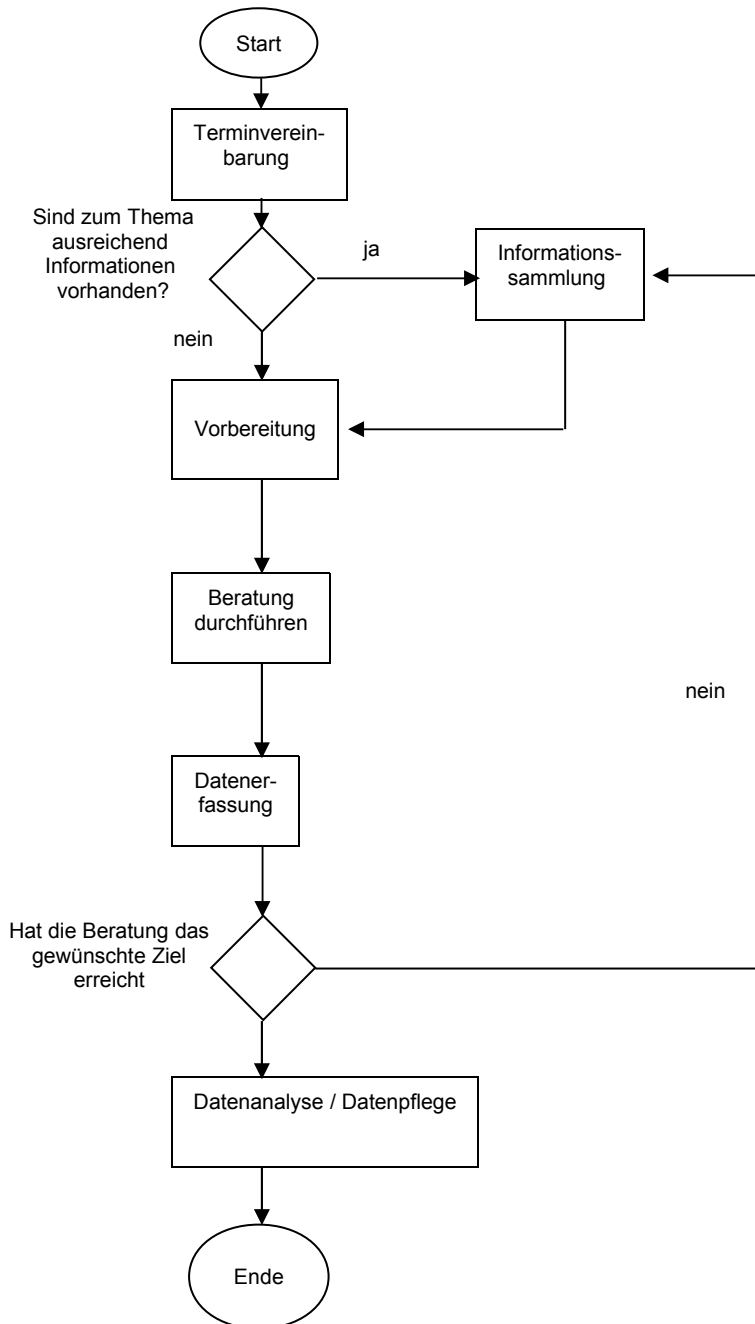 Start
Terminverein-
barung
Sind zum Thema
ausreichend
Informationen
vorhanden?
ja
Informations-
sammlung
nein
Vorbereitung
Beratung
durchführen
nein
Datener-
fassung
Hat die Beratung das
gewünschte Ziel
erreicht
Datenanalyse / Datenpflege
Ende